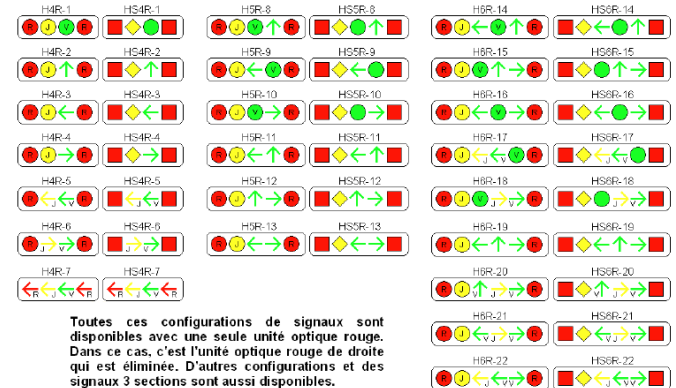 H4R-1 HS4R-1 H5R-8 HS5R-8 H6R-14 HS6R-14
R J V R R J V R R J V R
H4R-2 HS4R-2 H5R-9 HS5R-9 H6R-15 HS6R-15
R J R R J V R R J V R
H4R-3 HS4R-3 H5R-10 HS5R-10 H6R-16 HS6R-16
R J R R J V R R J V R
H4R-4 HS4R-4 H5R-11 HS5R-11 H6R-17 HS6R-17
R J R R J R R J J V V R J V
H4R-5 HS4R-5 H5R-12 HS5R-12 H6R-18 HS6R-18
R J V R J V R J R R J V J V R J V
H4R-6 HS4R-6 H5R-13 HS5R-13 H6R-19 HS6R-19
R J V R J V R J R R J R
H4R-7 HS4R-7 H6R-20 HS6R-20
R J V R R J V R R J V J V R V J V
H6R-21 HS6R-21
R J V J V R V J V
H6R-22 HS6R-22
R J J V V R J V V
Toutes ces configurations de signaux sont
disponibles avec une seule unité optique rouge.
Dans ce cas, c'est l'unité optique rouge de droite
qui est éliminée. D'autres configurations et des
signaux 3 sections sont aussi disponibles.